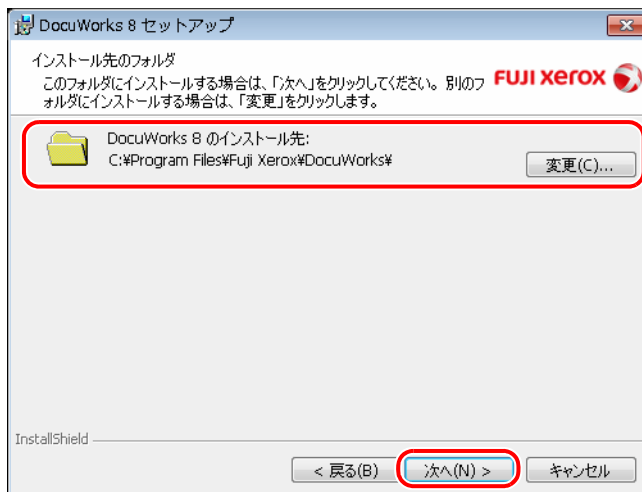 DocuWorks 8 セットアップ
インストール先のフォルダ
このフォルダにインストールする場合は、「次へ」をクリックしてください。別のフ
ォルダにインストールする場合は、「変更」をクリックします。
FUJI xerox
DocuWorks 8 のインストール先:
C:¥Program Files¥Fuji Xerox¥DocuWorks¥
変更(C)...
InstallShield
< 戻る(B)
次へ(N) >
キャンセル